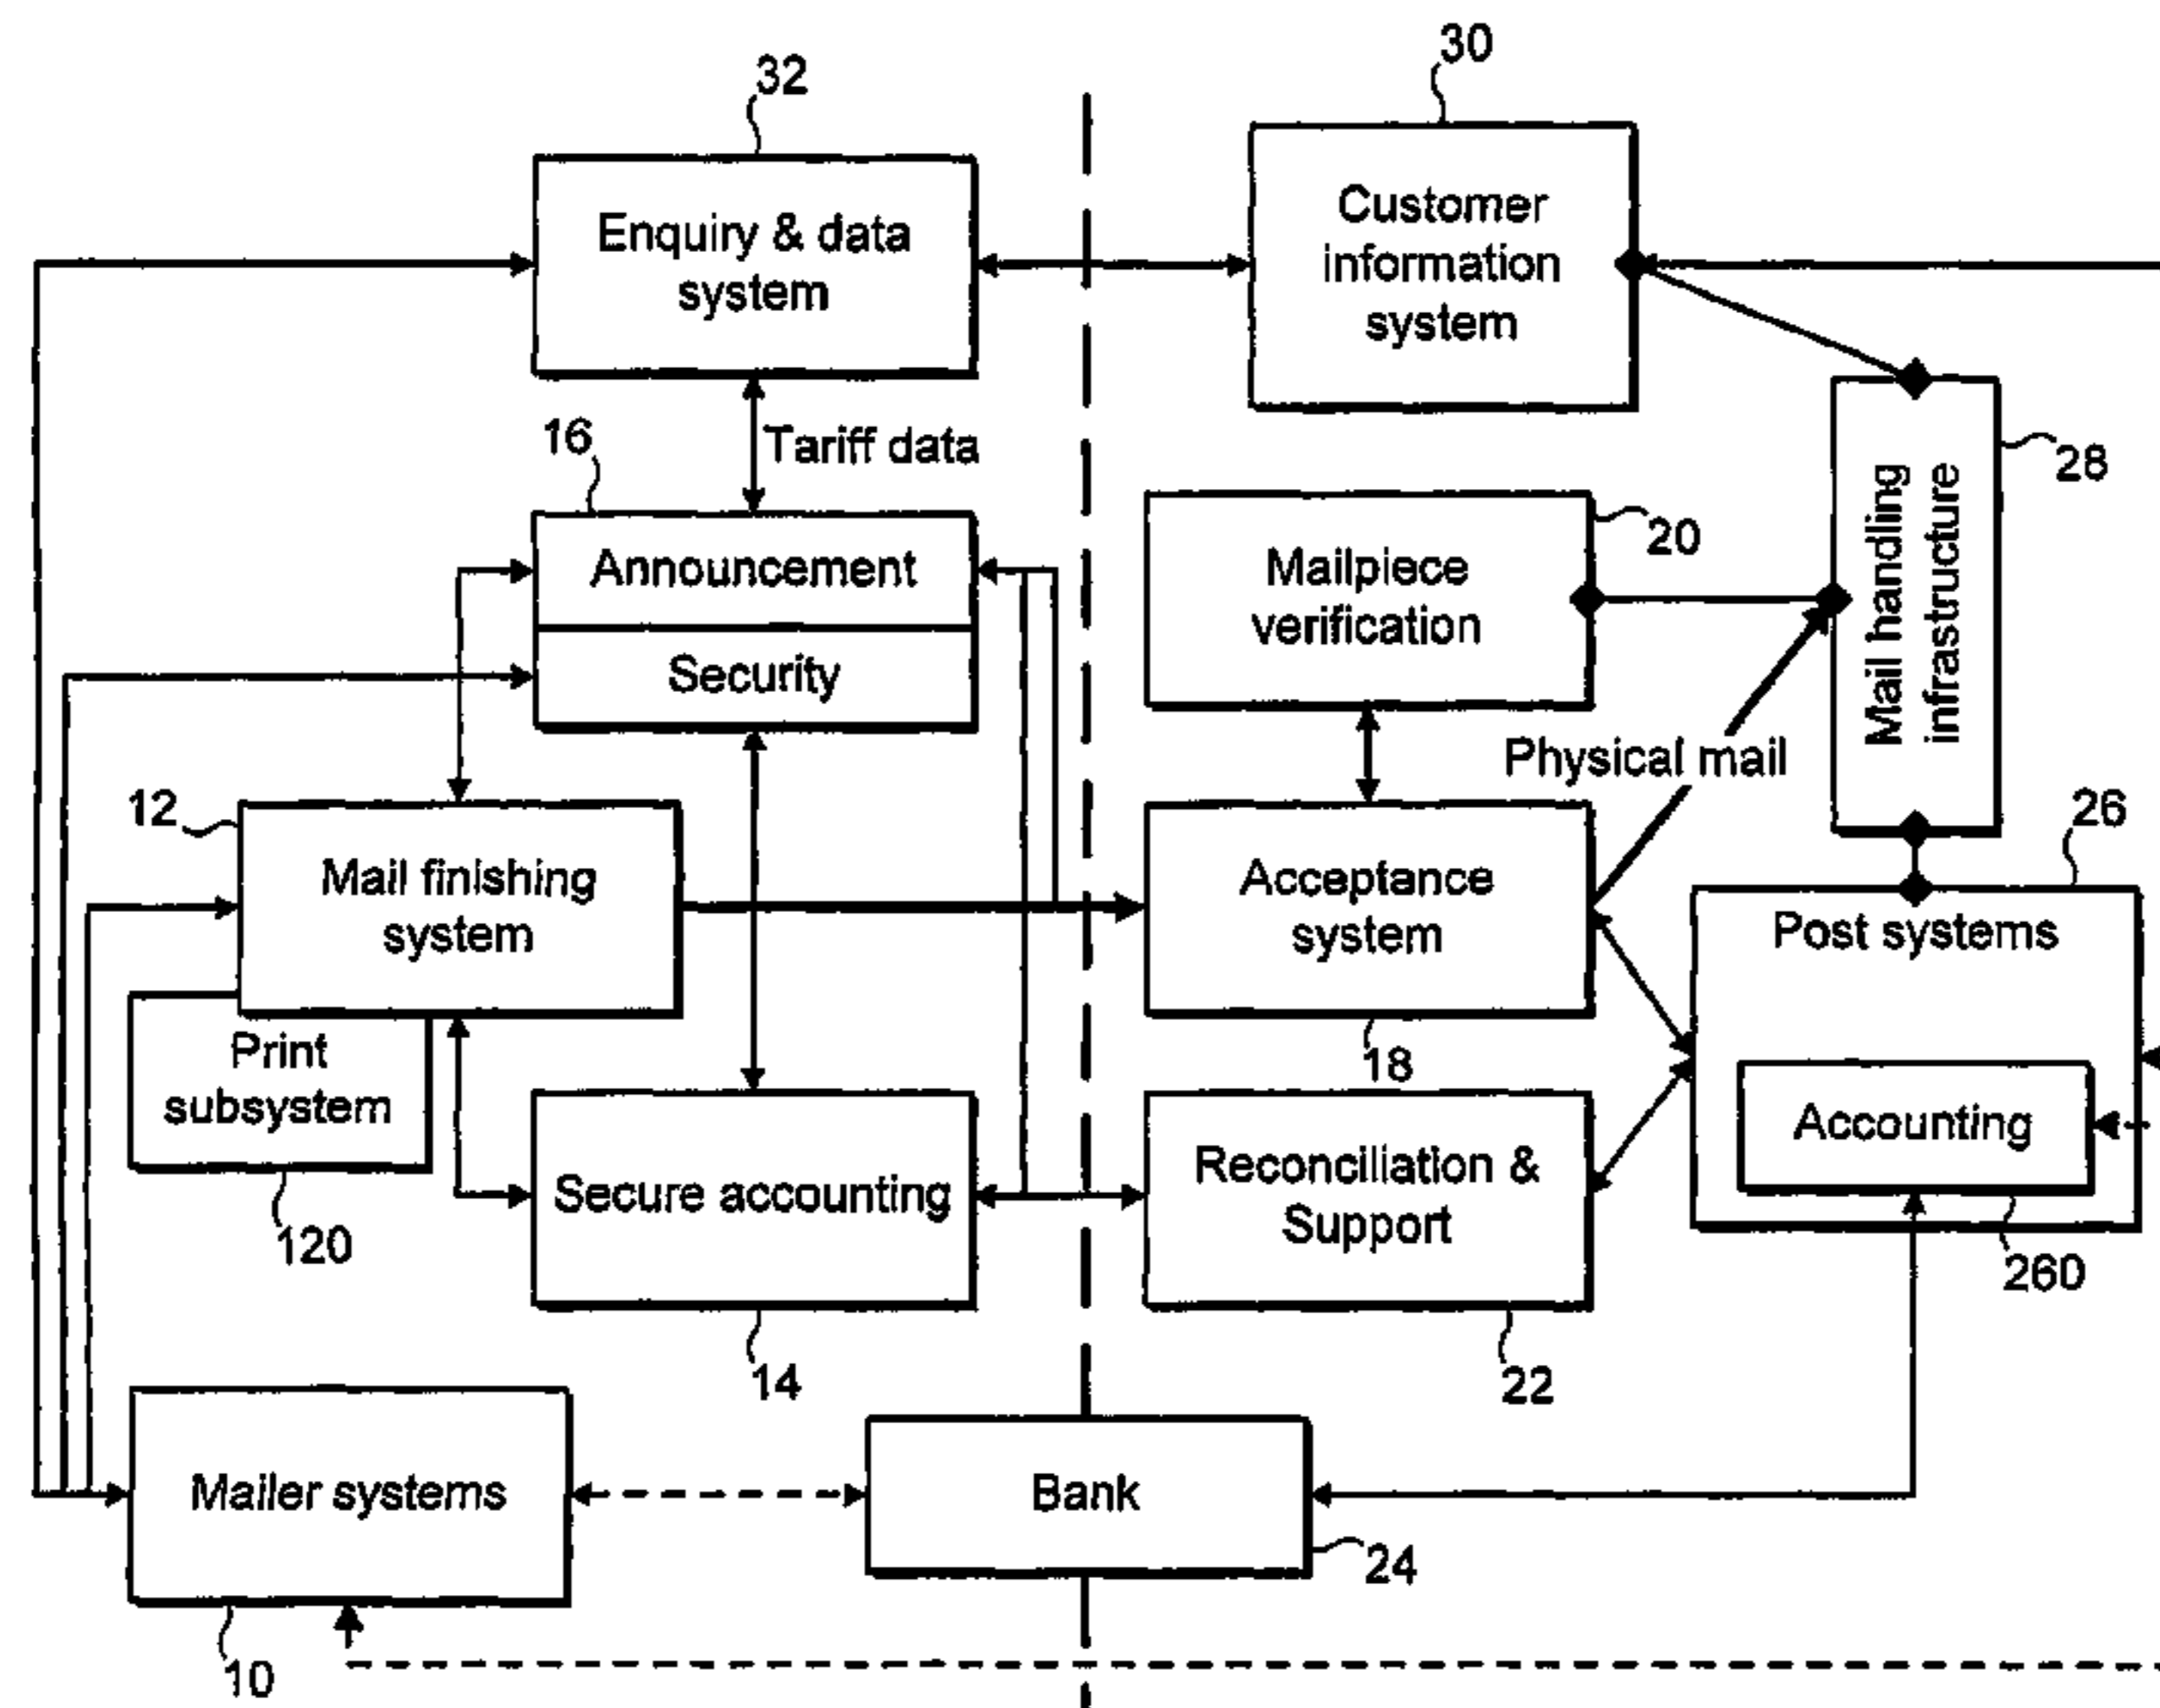 30
32
Enquiry & data
system
Customer
information
system
16
Tariff data
28
Mail handling
infrastructure
20
Announcement
Mailpiece
verification
Security
Physical mail
12
26
Mail finishing
system
Acceptance
system
Post systems
Print
subsystem
18
Accounting
Secure accounting
Reconciliation &
Support
120
260
14
22
Mailer systems
Bank
24
10